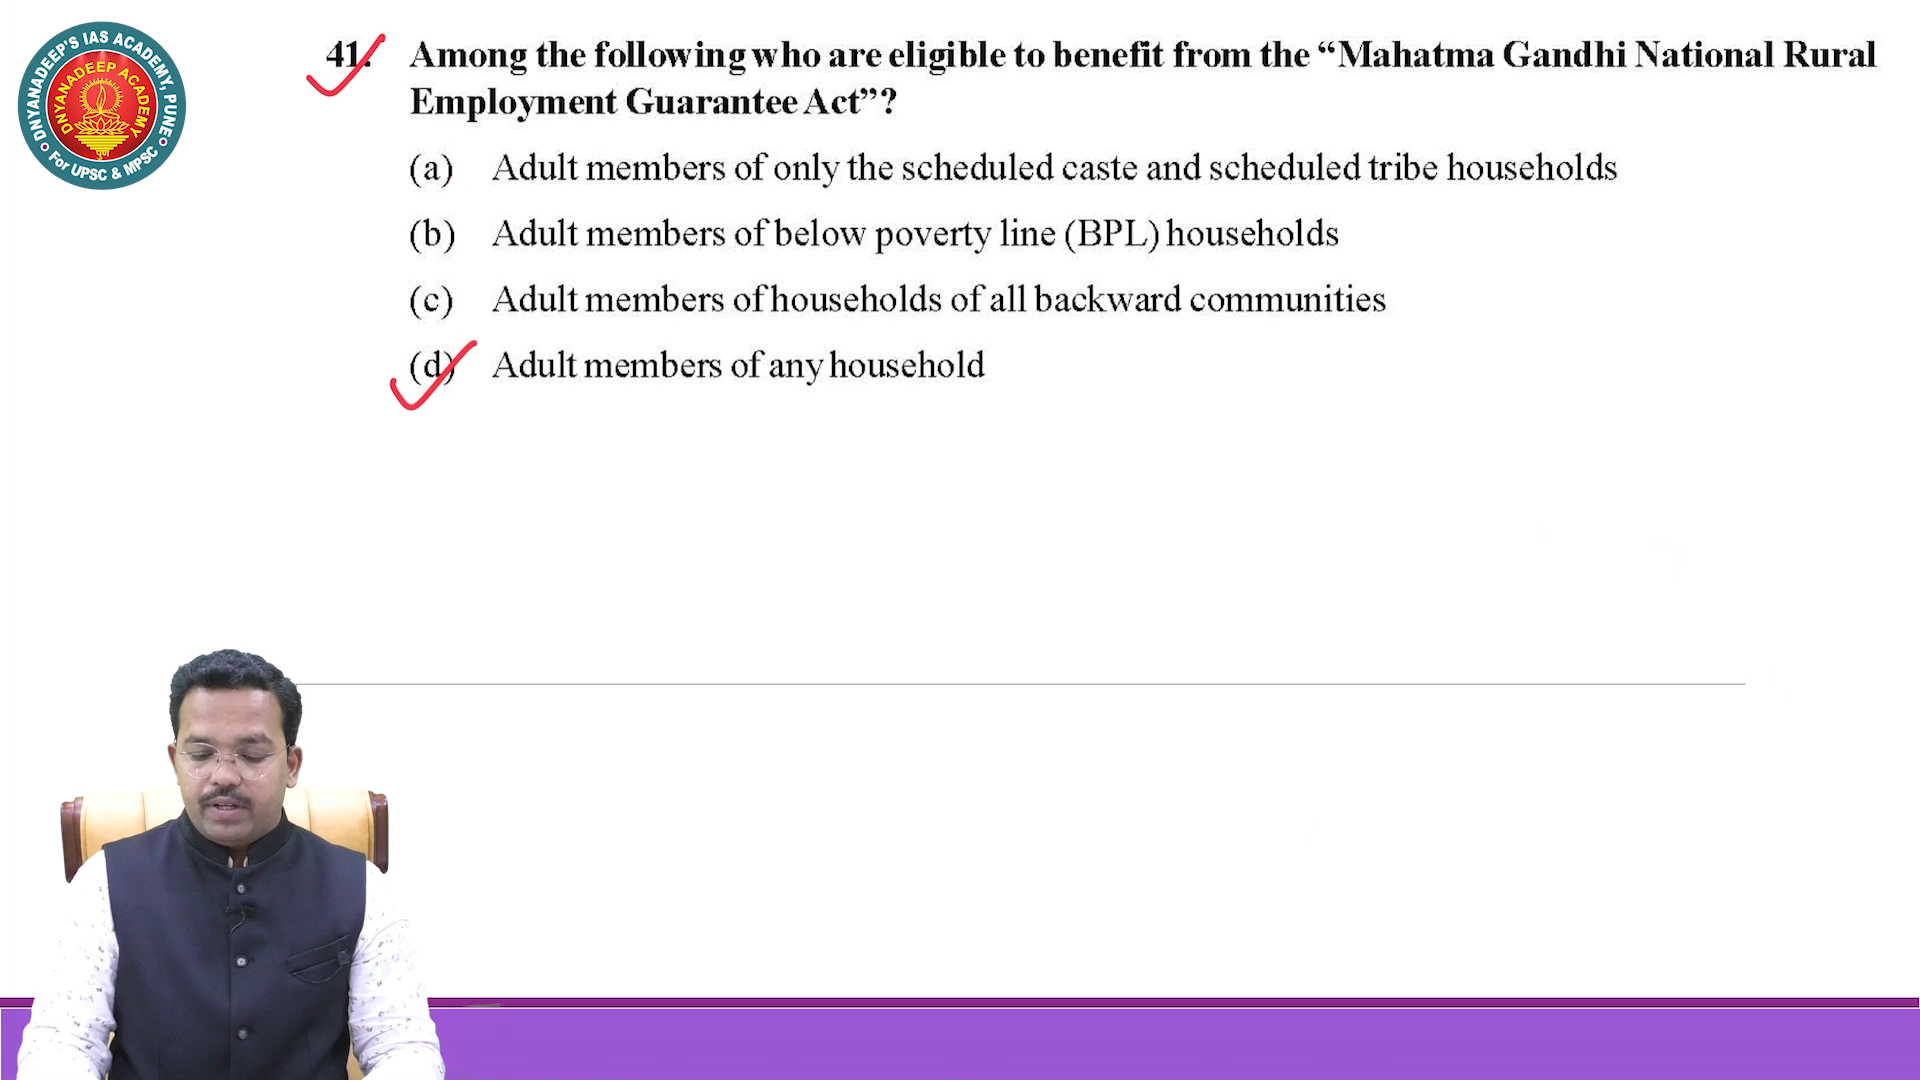 DNYANADEEP'S IAS ACADEMY, PUNE
DNYANADEEP ACADEMY
पुणे
For UPSC & MPSC
41. Among the following who are eligible to benefit from the “Mahatma Gandhi National Rural
Employment Guarantee Act”?
(a) Adult members of only the scheduled caste and scheduled tribe households
(b) Adult members of below poverty line (BPL) households
(c) Adult members of households of all backward communities
(d) Adult members of any household